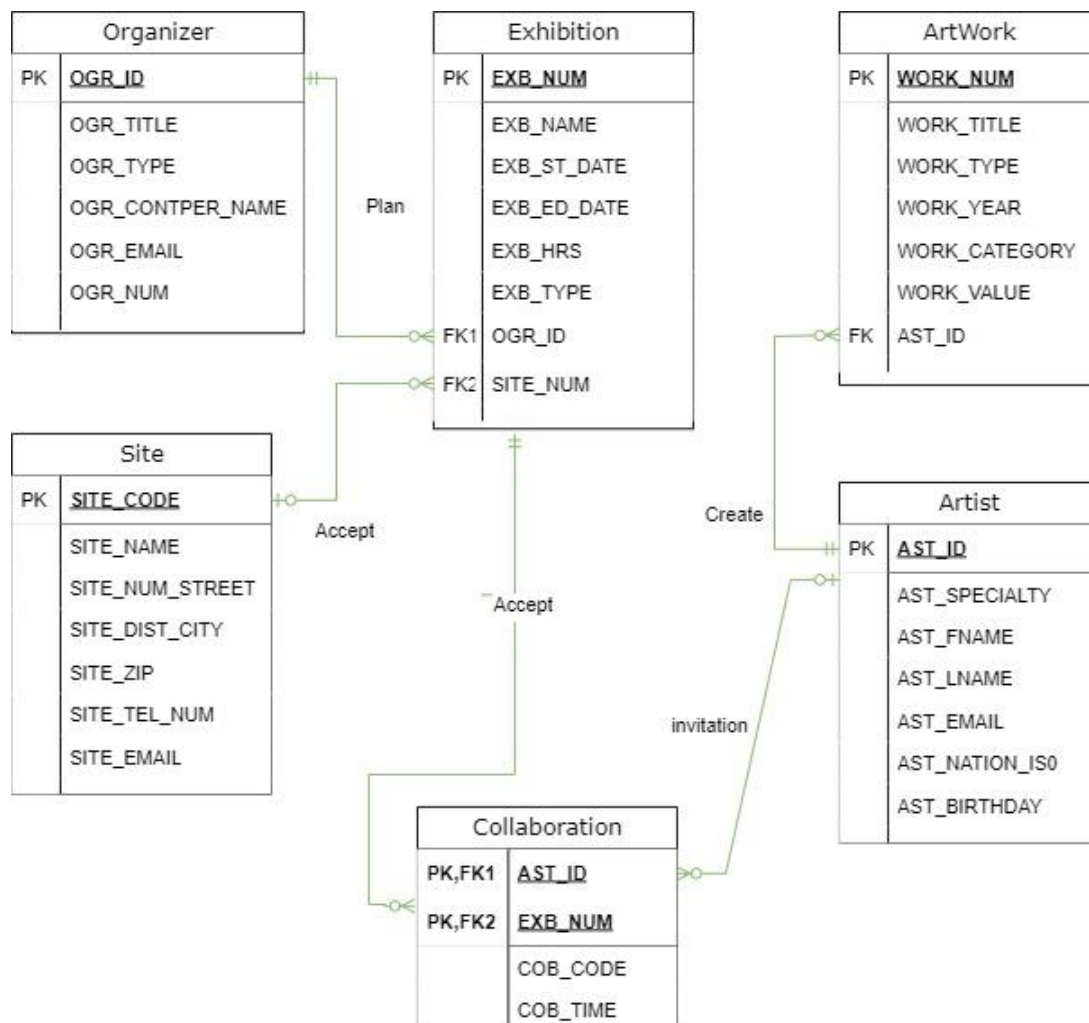 Organizer
PK OGR_ID
OGR_TITLE
OGR_TYPE
OGR_CONTPER_NAME
OGR_EMAIL
OGR_NUM
Plan
Exhibition
PK EXB_NUM
EXB_NAME
EXB_ST_DATE
EXB_ED_DATE
EXB_HRS
EXB_TYPE
FK1 OGR_ID
FK2 SITE_NUM
ArtWork
PK WORK_NUM
WORK_TITLE
WORK_TYPE
WORK_YEAR
WORK_CATEGORY
WORK_VALUE
FK AST_ID
Site
PK SITE_CODE
SITE_NAME
SITE_NUM_STREET
SITE_DIST_CITY
SITE_ZIP
SITE_TEL_NUM
SITE_EMAIL
Accept
Accept
Create
Artist
PK AST_ID
AST_SPECIALTY
AST_FNAME
AST_LNAME
AST_EMAIL
AST_NATION_IS0
AST_BIRTHDAY
invitation
Collaboration
PK,FK1 AST_ID
PK,FK2 EXB_NUM
COB_CODE
COB_TIME